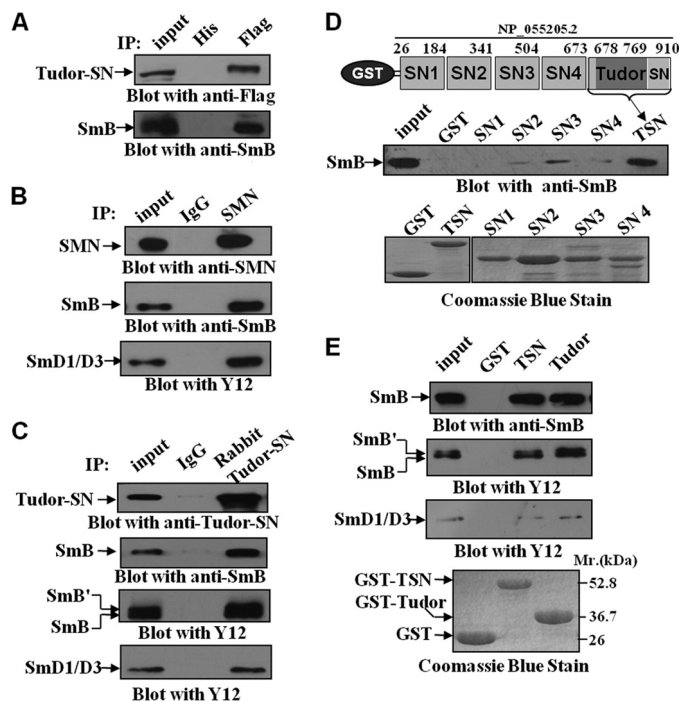 A
IP: input His Flag
Tudor-SN
Blot with anti-Flag
SmB
Blot with anti-SmB
B
IP: input IgG SMN
SMN
Blot with anti-SMN
SmB
Blot with anti-SmB
SmD1/D3
Blot with Y12
C
IP: input IgG Rabbit Tudor-SN
Tudor-SN
Blot with anti-Tudor-SN
SmB
Blot with anti-SmB
SmB'
SmB
Blot with Y12
SmD1/D3
Blot with Y12
D
NP_055205.2
26 184 341 504 673 678 769 910
GST SN1 SN2 SN3 SN4 Tudor SN
input GST SN1 SN2 SN3 SN4 TSN
SmB
Blot with anti-SmB
GST TSN SN1 SN2 SN3 SN4
Coomassie Blue Stain
E
input GST TSN Tudor
SmB
Blot with anti-SmB
SmB'
SmB
Blot with Y12
SmD1/D3
Blot with Y12
Mr.(kDa)
GST-TSN 52.8
GST-Tudor 36.7
GST 26
Coomassie Blue Stain